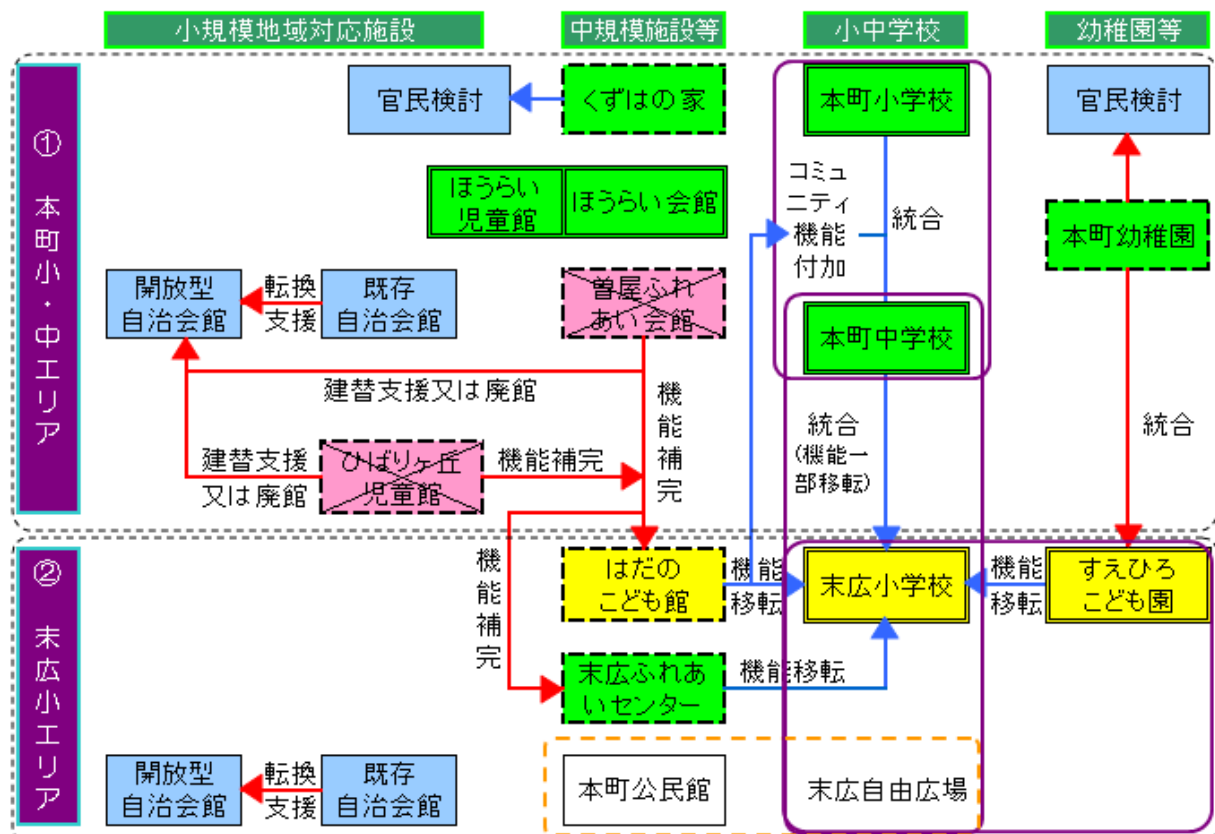 小規模地域対応施設
中規模施設等
小中学校
幼稚園等
① 本町小・中エリア
官民検討
くずはの家
本町小学校
官民検討
ほうらい
児童館
ほうらい会館
コミュ
ニティ
機能
付加
統合
本町幼稚園
開放型
自治会館
転換
支援
既存
自治会館
曽屋ふれ
あい会館
本町中学校
建替支援又は廃館
機能補完
統合
(機能一
部移転)
統合
建替支援
又は廃館
ひばりヶ丘
児童館
機能補完
② 末広小エリア
機能補完
はだの
こども館
機能
移転
末広小学校
機能
移転
すえひろ
こども園
末広ふれあ
いセンター
機能移転
開放型
自治会館
転換
支援
既存
自治会館
本町公民館
末広自由広場